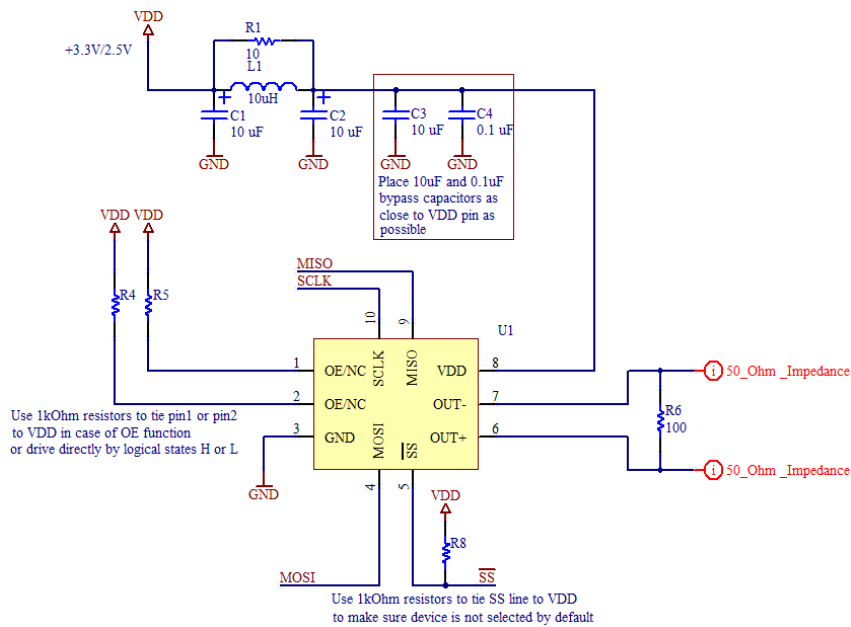 VDD
+3.3V/2.5V
R1
10
L1
10uH
C1
10 uF
C2
10 uF
C3
10 uF
C4
0.1 uF
GND
GND
GND
GND
Place 10uF and 0.1uF
bypass capacitors as
close to VDD pin as
possible
VDD VDD
R4
R5
MISO
SCLK
10
9
U1
1
OE/NC
SCLK
MISO
VDD
8
2
OE/NC
OUT-
7
3
GND
MOSI
SS
OUT+
6
4
5
50_Ohm _Impedance
R6
100
50_Ohm _Impedance
Use 1kOhm resistors to tie pin1 or pin2
to VDD in case of OE function
or drive directly by logical states H or L
GND
VDD
R8
MOSI
SS
Use 1kOhm resistors to tie SS line to VDD
to make sure device is not selected by default